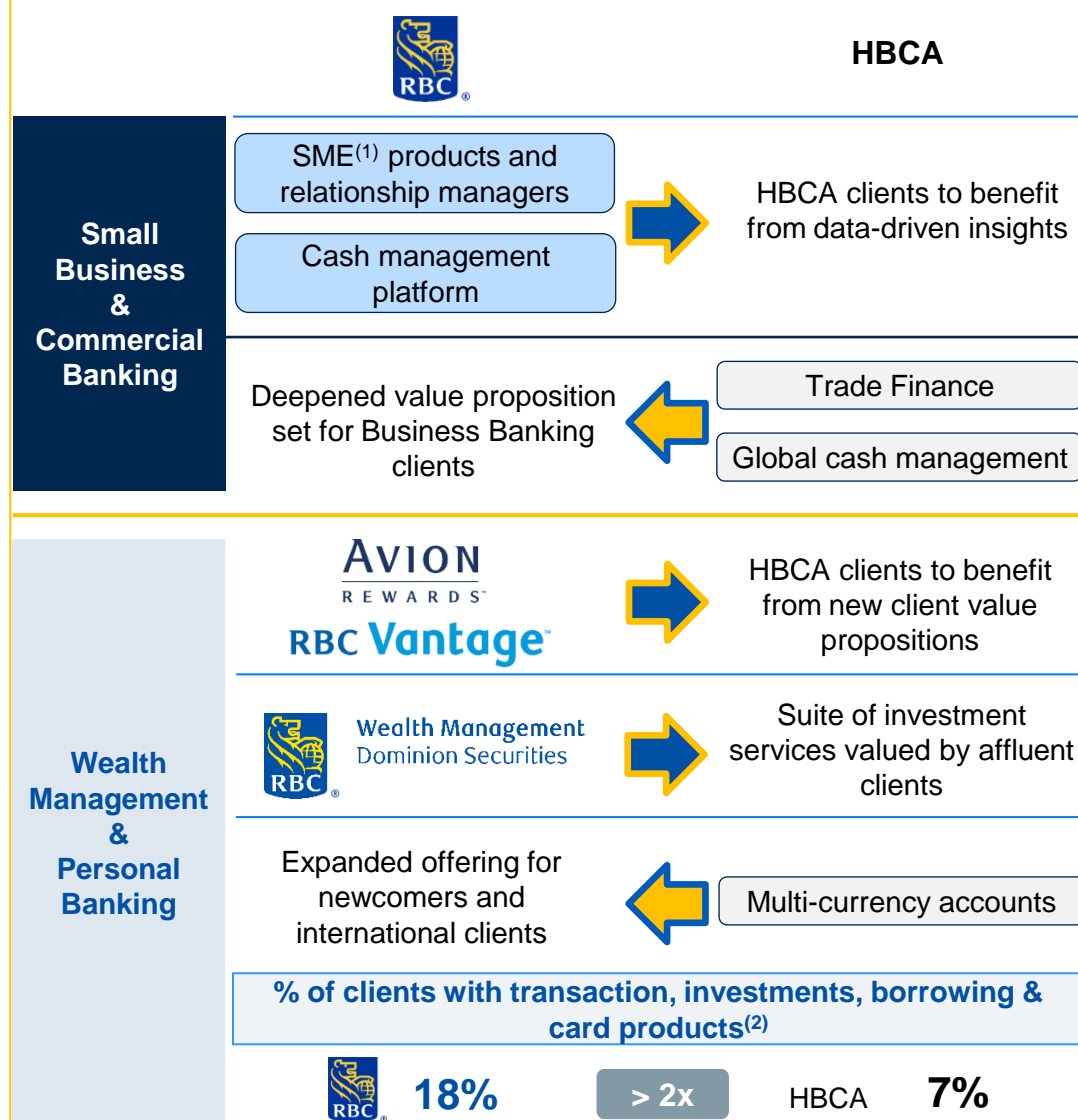 RBC ®
HBCA
Small
Business
&
Commercial
Banking
SME(1) products and
relationship managers
Cash management
platform
HBCA clients to benefit
from data-driven insights
Deepened value proposition
set for Business Banking
clients
Trade Finance
Global cash management
Wealth
Management
&
Personal
Banking
AVION
REWARDS™
RBC Vantage™
HBCA clients to benefit
from new client value
propositions
RBC ®
Wealth Management
Dominion Securities
Suite of investment
services valued by affluent
clients
Expanded offering for
newcomers and
international clients
Multi-currency accounts
% of clients with transaction, investments, borrowing &
card products(2)
RBC ® 18% > 2x HBCA 7%